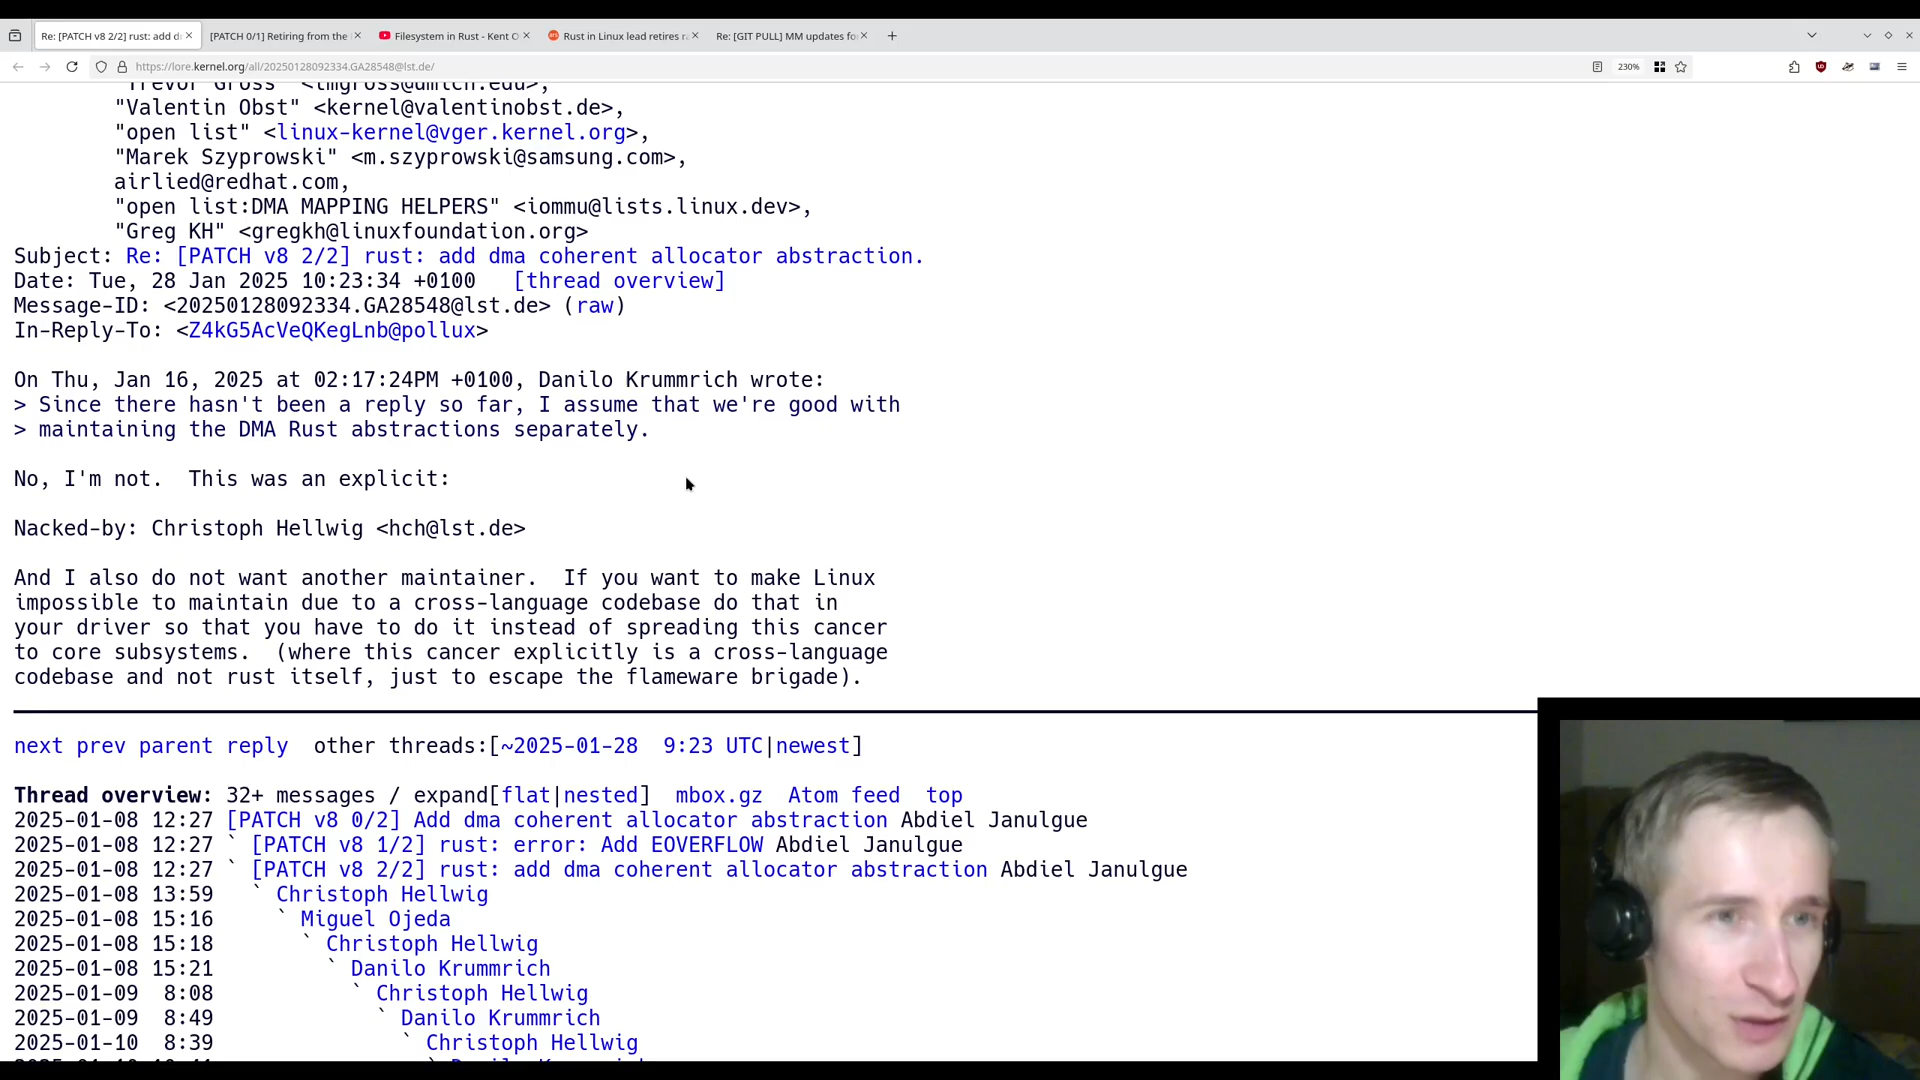 Re: [PATCH v8 2/2] rust: add d
[PATCH 0/1] Retiring from the
Filesystem in Rust - Kent O
Rust in Linux lead retires r
Re: [GIT PULL] MM updates fo
https://lore.kernel.org/all/20250128092334.GA28548@lst.de/
230%
"Trevor Gross" <tmgross@umich.edu>,
"Valentin Obst" <kernel@valentinobst.de>,
"open list" <linux-kernel@vger.kernel.org>,
"Marek Szyprowski" <m.szyprowski@samsung.com>,
airlied@redhat.com,
"open list:DMA MAPPING HELPERS" <iommu@lists.linux.dev>,
"Greg KH" <gregkh@linuxfoundation.org>
Subject: Re: [PATCH v8 2/2] rust: add dma coherent allocator abstraction.
Date: Tue, 28 Jan 2025 10:23:34 +0100 [thread overview]
Message-ID: <20250128092334.GA28548@lst.de> (raw)
In-Reply-To: <Z4kG5AcVeQKegLnb@pollux>
On Thu, Jan 16, 2025 at 02:17:24PM +0100, Danilo Krummrich wrote:
> Since there hasn't been a reply so far, I assume that we're good with
> maintaining the DMA Rust abstractions separately.
No, I'm not. This was an explicit:
Nacked-by: Christoph Hellwig <hch@lst.de>
And I also do not want another maintainer. If you want to make Linux
impossible to maintain due to a cross-language codebase do that in
your driver so that you have to do it instead of spreading this cancer
to core subsystems. (where this cancer explicitly is a cross-language
codebase and not rust itself, just to escape the flameware brigade).
next prev parent reply other threads:[~2025-01-28 9:23 UTC|newest]
Thread overview: 32+ messages / expand[flat|nested] mbox.gz Atom feed top
2025-01-08 12:27 [PATCH v8 0/2] Add dma coherent allocator abstraction Abdiel Janulgue
2025-01-08 12:27 ` [PATCH v8 1/2] rust: error: Add EOVERFLOW Abdiel Janulgue
2025-01-08 12:27 ` [PATCH v8 2/2] rust: add dma coherent allocator abstraction Abdiel Janulgue
2025-01-08 13:59 ` Christoph Hellwig
2025-01-08 15:16 ` Miguel Ojeda
2025-01-08 15:18 ` Christoph Hellwig
2025-01-08 15:21 ` Danilo Krummrich
2025-01-09 8:08 ` Christoph Hellwig
2025-01-09 8:49 ` Danilo Krummrich
2025-01-10 8:39 ` Christoph Hellwig